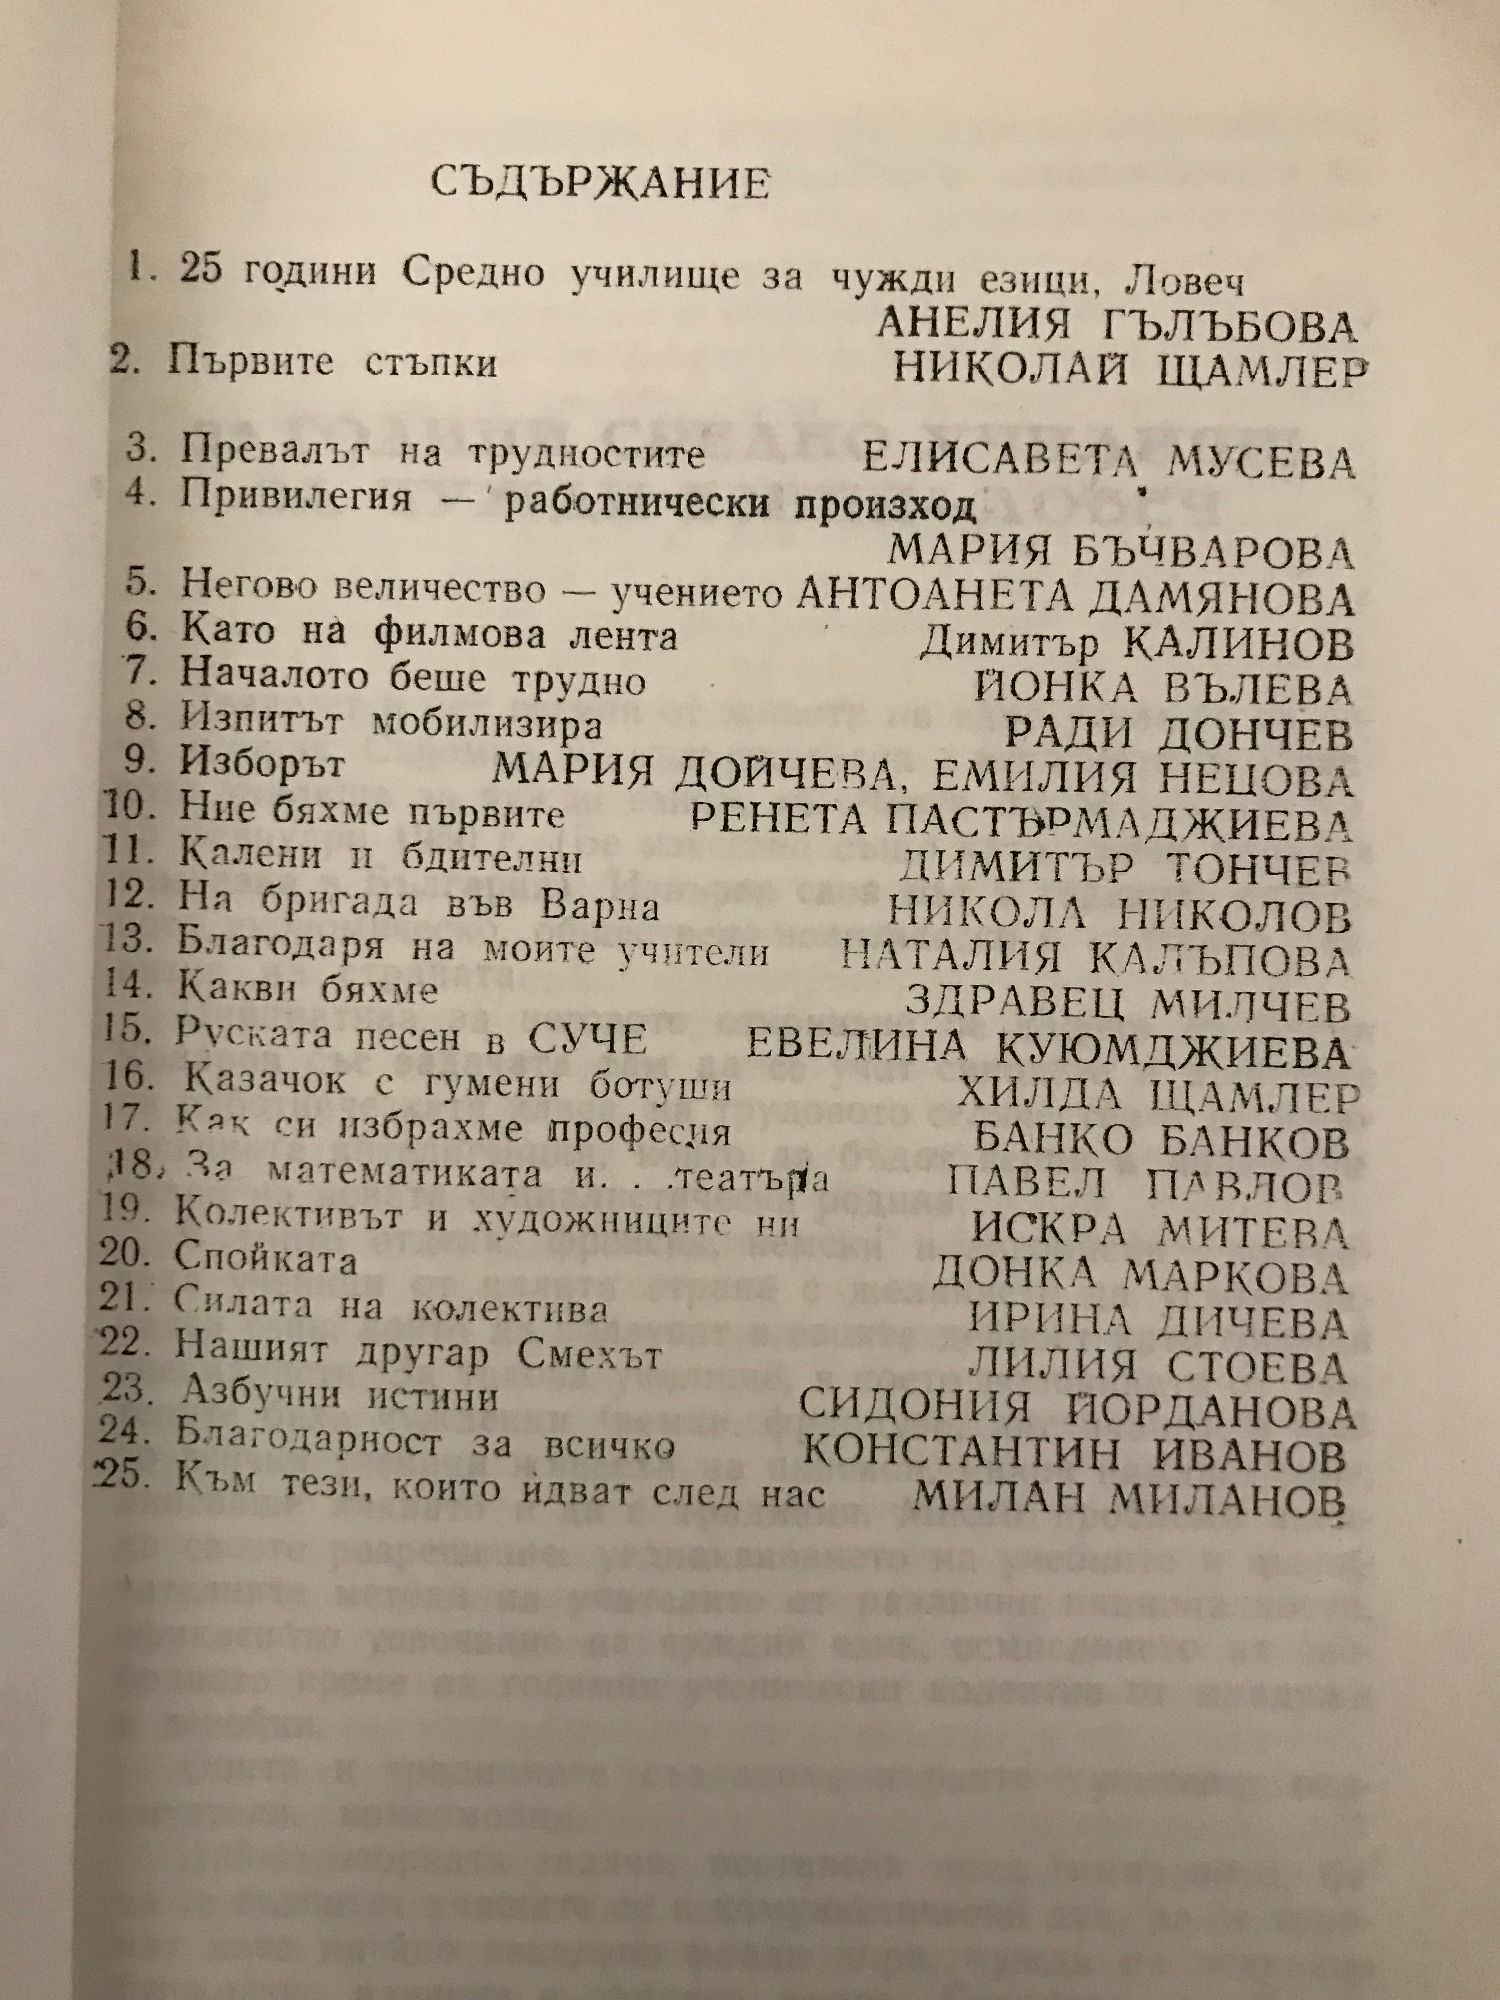 СЪДЪРЖАНИЕ
1. 25 години Средно училище за чужди езици, Ловеч
АНЕЛИЯ ГЪЛЪБОВА
2. Първите стъпки НИКОЛАЙ ЩАМЛЕР
3. Превалът на трудностите ЕЛИСАВЕТА МУСЕВА
4. Привилегия — работнически произход
МАРИЯ БЪЧВАРОВА
5. Негово величество — учението АНТОАНЕТА ДАМЯНОВА
6. Като на филмова лента Димитър КАЛИНОВ
7. Началото беше трудно ЙОНКА ВЪЛЕВА
8. Изпитът мобилизира РАДИ ДОНЧЕВ
9. Изборът МАРИЯ ДОЙЧЕВА, ЕМИЛИЯ НЕЦОВА
10. Ние бяхме първите РЕНЕТА ПАСТЪРМАДЖИЕВА
11. Калени и бдителни ДИМИТЪР ТОНЧЕВ
12. На бригада във Варна НИКОЛА НИКОЛОВ
13. Благодаря на моите учители НАТАЛИЯ КАЛЪПОВА
14. Какви бяхме ЗДРАВЕЦ МИЛЧЕВ
15. Руската песен в СУЧЕ ЕВЕЛИНА КУЮМДЖИЕВА
16. Казачок с гумени ботуши ХИЛДА ЩАМЛЕР
17. Как си избрахме професия БАНКО БАНКОВ
18. За математиката и. . .театъра ПАВЕЛ ПАВЛОВ
19. Колективът и художниците ни ИСКРА МИТЕВА
20. Спойката ДОНКА МАРКОВА
21. Силата на колектива ИРИНА ДИЧЕВА
22. Нашият другар Смехът ЛИЛИЯ СТОЕВА
23. Азбучни истини СИДОНИЯ ЙОРДАНОВА
24. Благодарност за всичко КОНСТАНТИН ИВАНОВ
25. Към тези, които идват след нас МИЛАН МИЛАНОВ